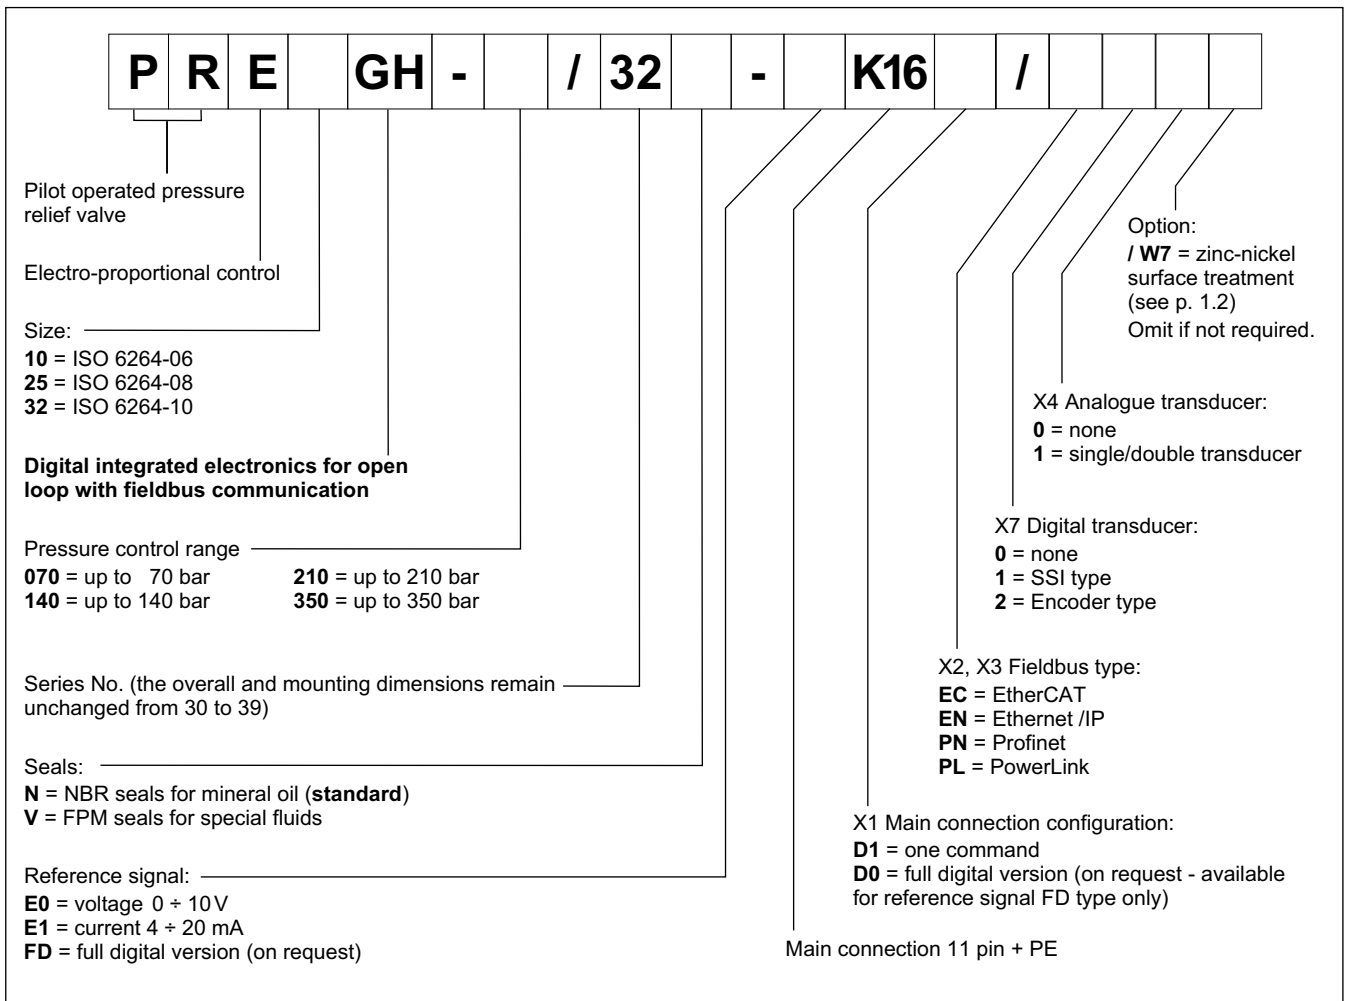 P R E GH - / 32 - K16 /
Pilot operated pressure
relief valve
Electro-proportional control
Size:
10 = ISO 6264-06
25 = ISO 6264-08
32 = ISO 6264-10
Digital integrated electronics for open
loop with fieldbus communication
Pressure control range
070 = up to 70 bar 210 = up to 210 bar
140 = up to 140 bar 350 = up to 350 bar
Series No. (the overall and mounting dimensions remain
unchanged from 30 to 39)
Seals:
N = NBR seals for mineral oil (standard)
V = FPM seals for special fluids
Reference signal:
E0 = voltage 0 ÷ 10 V
E1 = current 4 ÷ 20 mA
FD = full digital version (on request)
Option:
/ W7 = zinc-nickel
surface treatment
(see p. 1.2)
Omit if not required.
X4 Analogue transducer:
0 = none
1 = single/double transducer
X7 Digital transducer:
0 = none
1 = SSI type
2 = Encoder type
X2, X3 Fieldbus type:
EC = EtherCAT
EN = Ethernet /IP
PN = Profinet
PL = PowerLink
X1 Main connection configuration:
D1 = one command
D0 = full digital version (on request - available
for reference signal FD type only)
Main connection 11 pin + PE